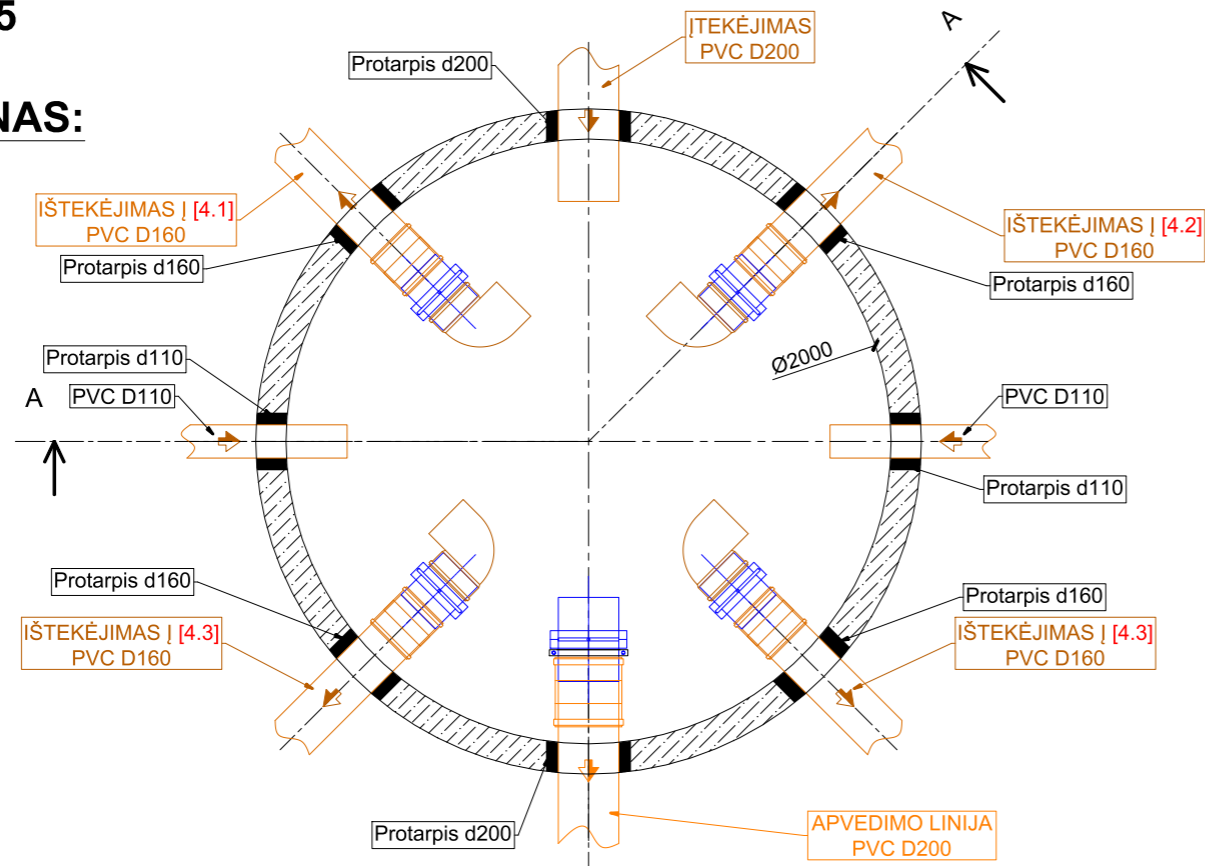 5
NAS:
ĮTEKĖJIMAS
PVC D200
A
Protarpis d200
IŠTEKĖJIMAS Į [4.1]
PVC D160
Protarpis d160
IŠTEKĖJIMAS Į [4.2]
PVC D160
Protarpis d160
Ø2000
Protarpis d110
A
PVC D110
PVC D110
Protarpis d110
Protarpis d160
IŠTEKĖJIMAS Į [4.3]
PVC D160
Protarpis d160
IŠTEKĖJIMAS Į [4.3]
PVC D160
Protarpis d200
APVEDIMO LINIJA
PVC D200